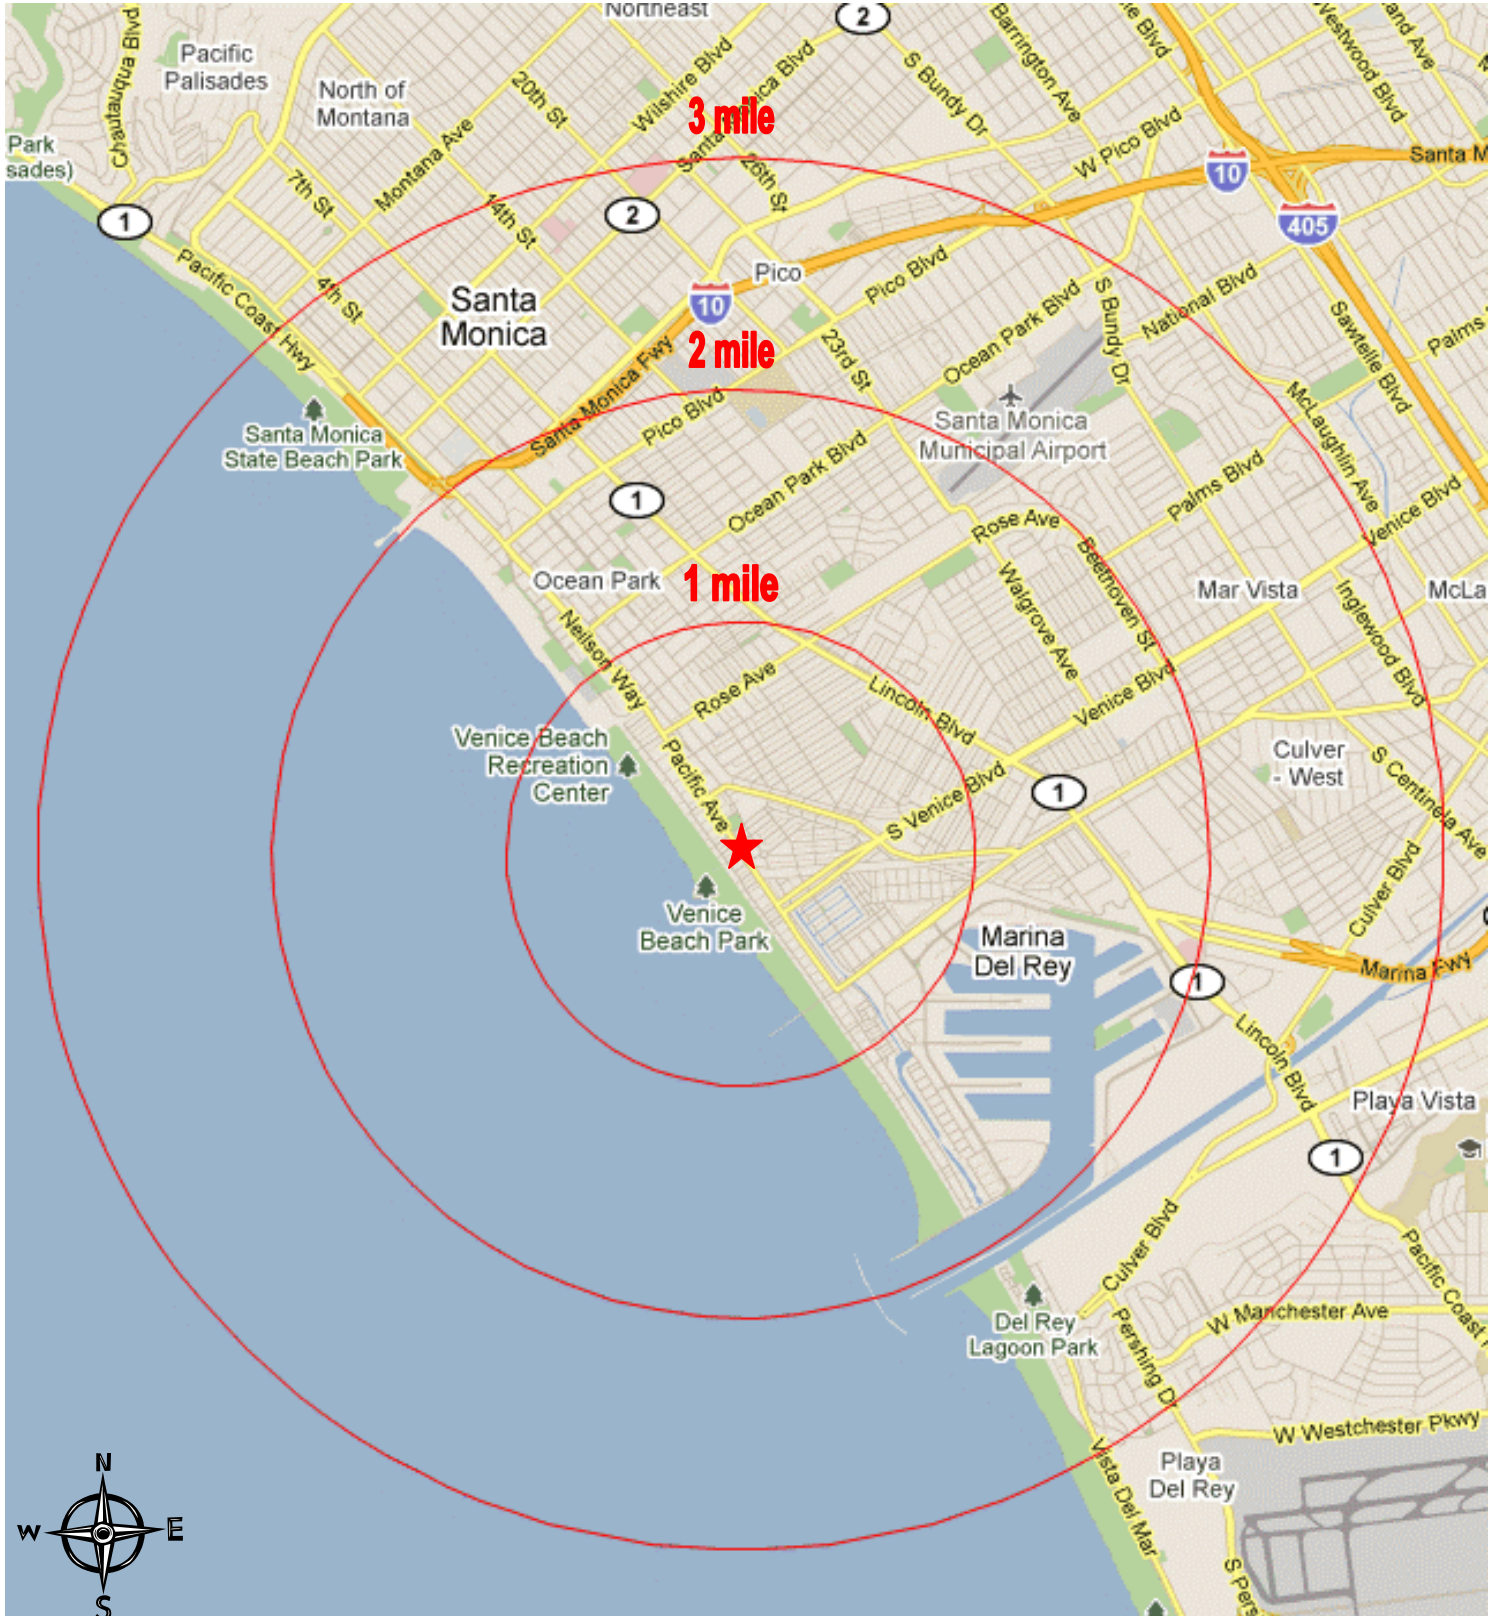 Northeast
2
Pacific
Palisades
Chautauqua Blvd
North of
Montana
20th St
Wilshire Blvd
Santa Monica Blvd
S Bundy Dr
Barrington Ave
Westwood Blvd
3 mile
W Pico Blvd
Park
sades)
Montana Ave
7th St
14th St
26th St
10
Santa M
1
2
405
Pacific Coast Hwy
4th St
Santa
Monica
10
Pico
Pico Blvd
Ocean Park Blvd
S Bundy Dr
National Blvd
Sawtelle Blvd
Palms
2 mile
23rd St
Santa Monica Fwy
Pico Blvd
Santa Monica
State Beach Park
Santa Monica
Municipal Airport
McLaughlin Ave
Ocean Park Blvd
Palms Blvd
Venice Blvd
1
Rose Ave
Beethoven St
Walgrove Ave
Ocean Park
1 mile
Mar Vista
McLa
Inglewood Blvd
Neilson Way
Rose Ave
Lincoln Blvd
Venice Blvd
Venice Beach
Recreation
Center
Pacific Ave
Culver
- West
S Centinela Ave
S Venice Blvd
1
Culver Blvd
Venice
Beach Park
Marina
Del Rey
Marina Fwy
1
Lincoln Blvd
Playa Vista
1
Culver Blvd
Pacific Coast
Del Rey
Lagoon Park
W Manchester Ave
Pershing Dr
W Westchester Pkwy
Vista Del Mar
Playa
Del Rey
S Pers
N
W
E
S